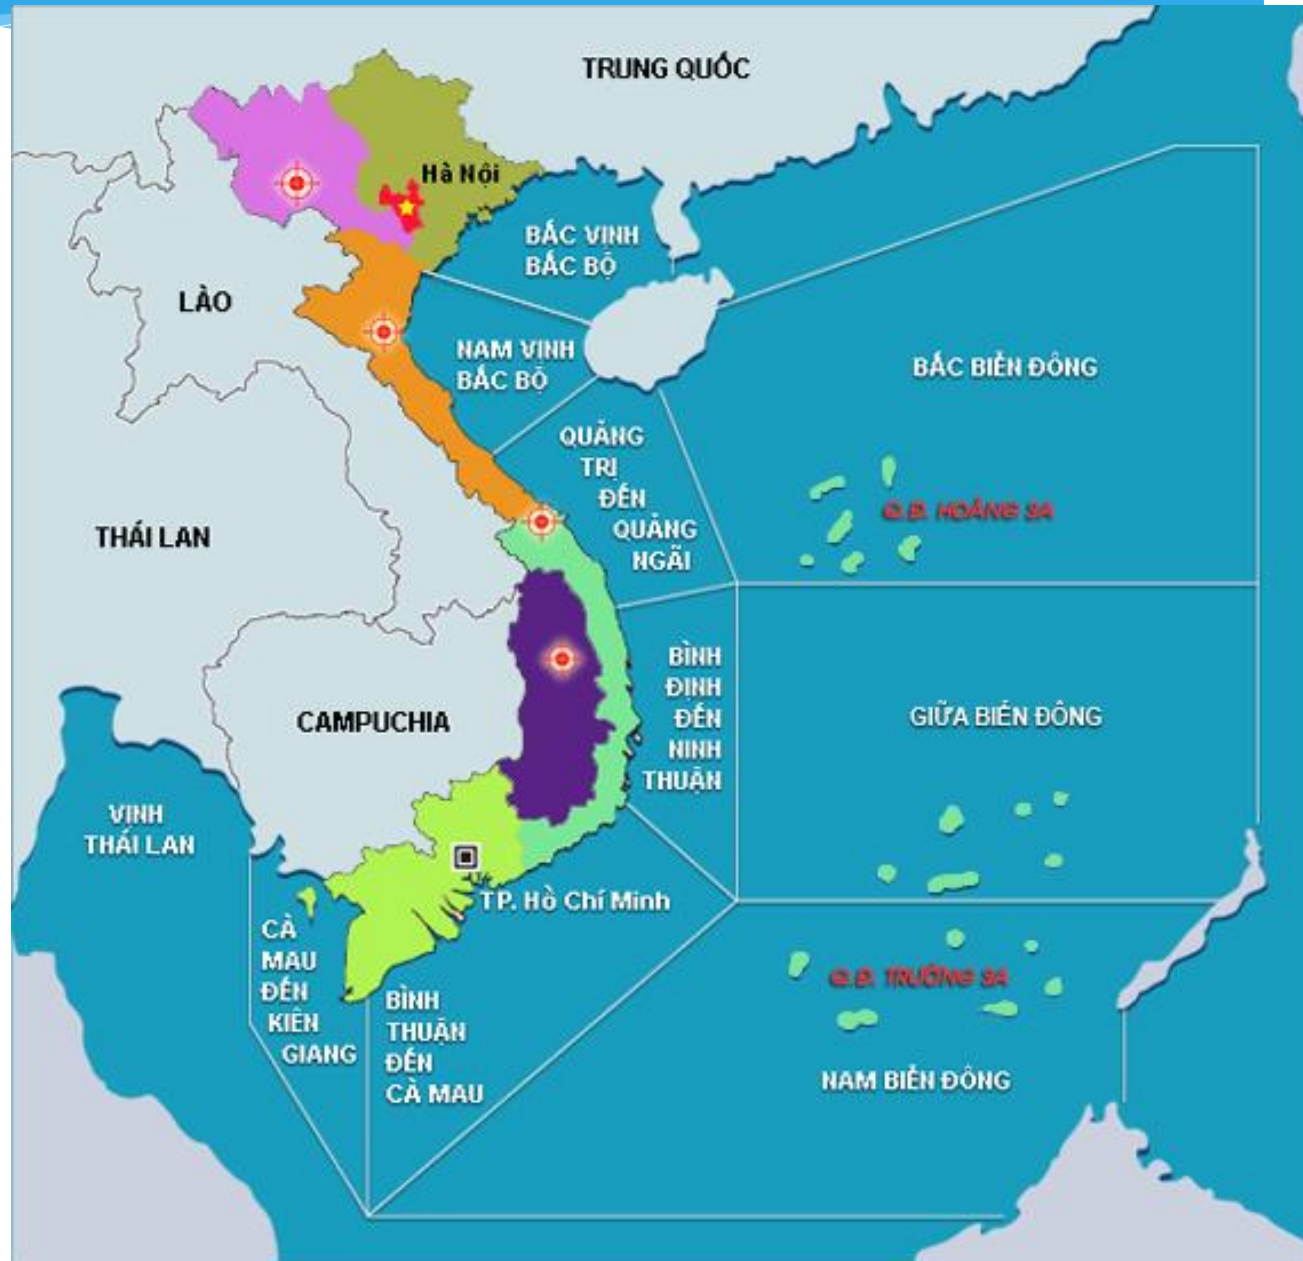 TRUNG QUỐC
Hà Nội
BẮC VỊNH
BẮC BỘ
LÀO
NAM VỊNH
BẮC BỘ
BẮC BIỂN ĐÔNG
QUẢNG
TRỊ
ĐẾN
QUẢNG
NGÃI
Q.Đ. HOÀNG SA
THÁI LAN
BÌNH
ĐỊNH
ĐẾN
NINH
THUẬN
CAMPUCHIA
GIỮA BIỂN ĐÔNG
VỊNH
THÁI LAN
TP. Hồ Chí Minh
CÀ
MAU
ĐẾN
KIÊN
GIANG
BÌNH
THUẬN
ĐẾN
CÀ MAU
Q.Đ. TRƯỜNG SA
NAM BIỂN ĐÔNG